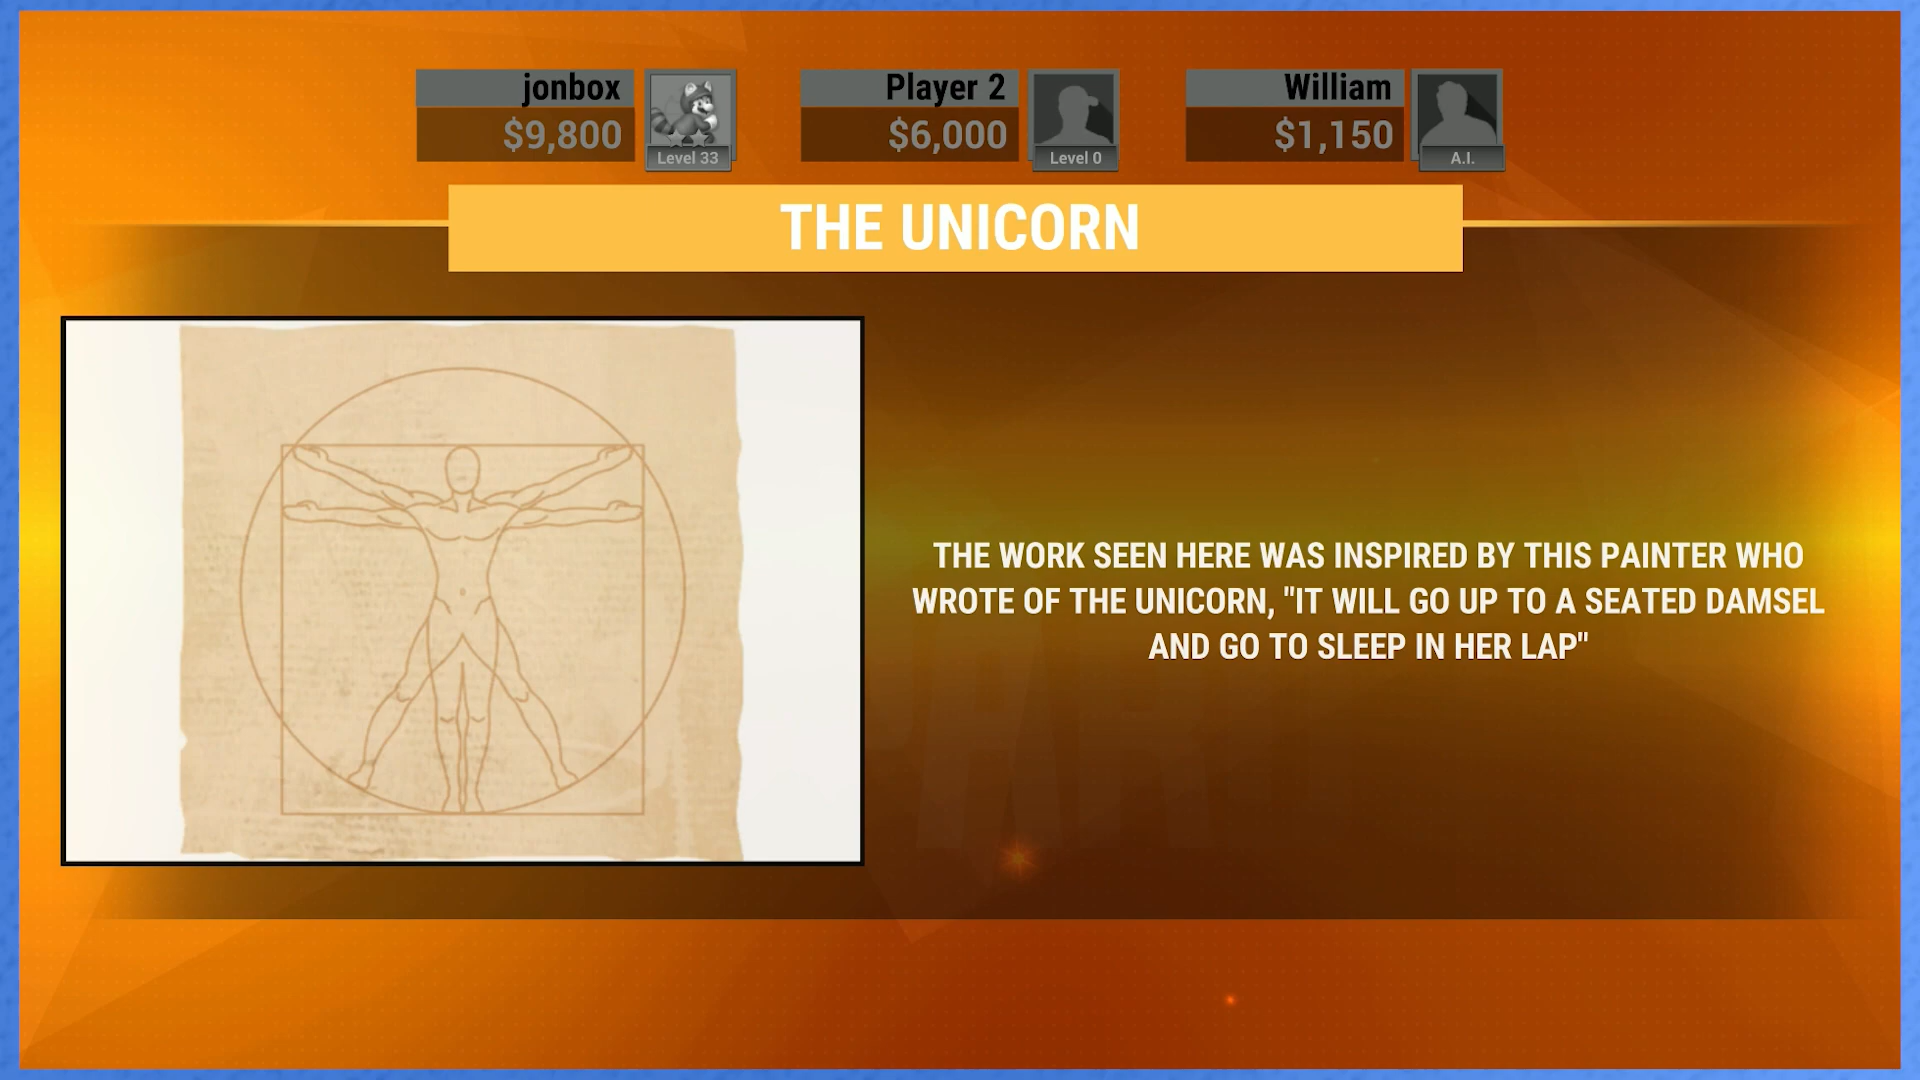 jonbox
$9,800
Level 33
Player 2
$6,000
Level 0
William
$1,150
A.I.
THE UNICORN
THE WORK SEEN HERE WAS INSPIRED BY THIS PAINTER WHO
WROTE OF THE UNICORN, "IT WILL GO UP TO A SEATED DAMSEL
AND GO TO SLEEP IN HER LAP"